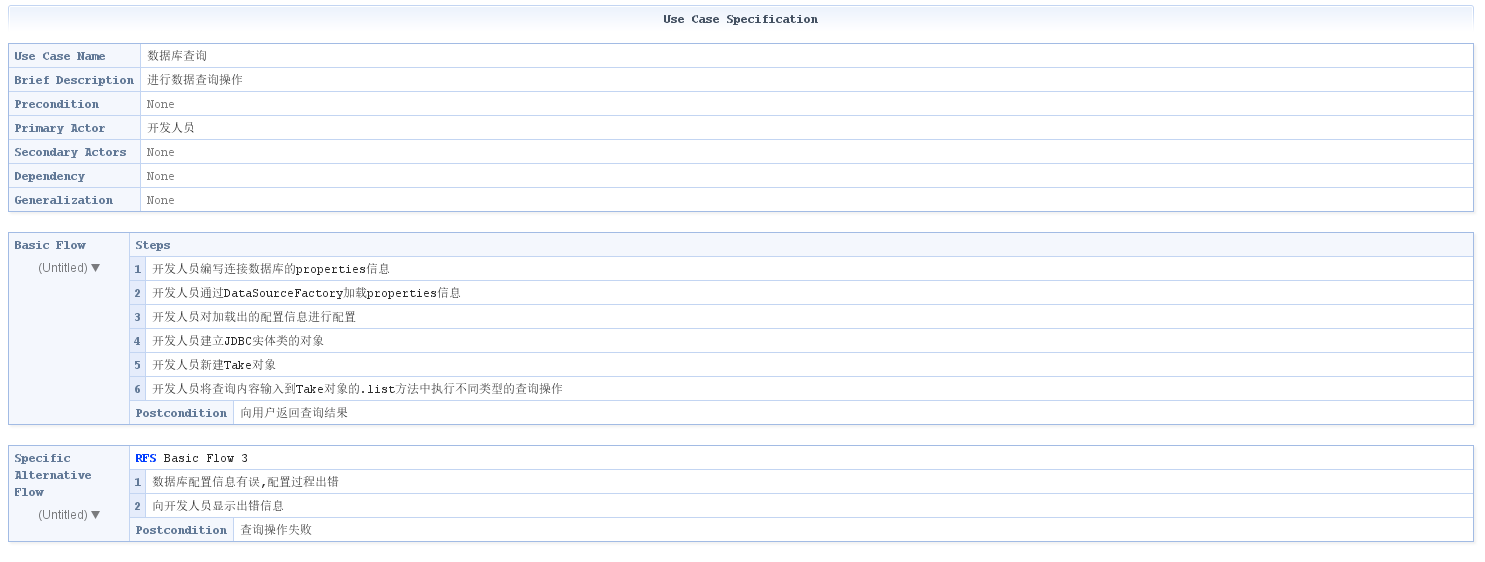 Use Case Specification
Use Case Name 数据库查询
Brief Description 进行数据查询操作
Precondition None
Primary Actor 开发人员
Secondary Actors None
Dependency None
Generalization None
Basic Flow Steps
(Untitled) ▼
1 开发人员编写连接数据库的properties信息
2 开发人员通过DataSourceFactory加载properties信息
3 开发人员对加载出的配置信息进行配置
4 开发人员建立JDBC实体类的对象
5 开发人员新建Take对象
6 开发人员将查询内容输入到Take对象的.list方法中执行不同类型的查询操作
Postcondition 向用户返回查询结果
Specific
Alternative
Flow
(Untitled) ▼
RFS Basic Flow 3
1 数据库配置信息有误,配置过程出错
2 向开发人员显示出错信息
Postcondition 查询操作失败